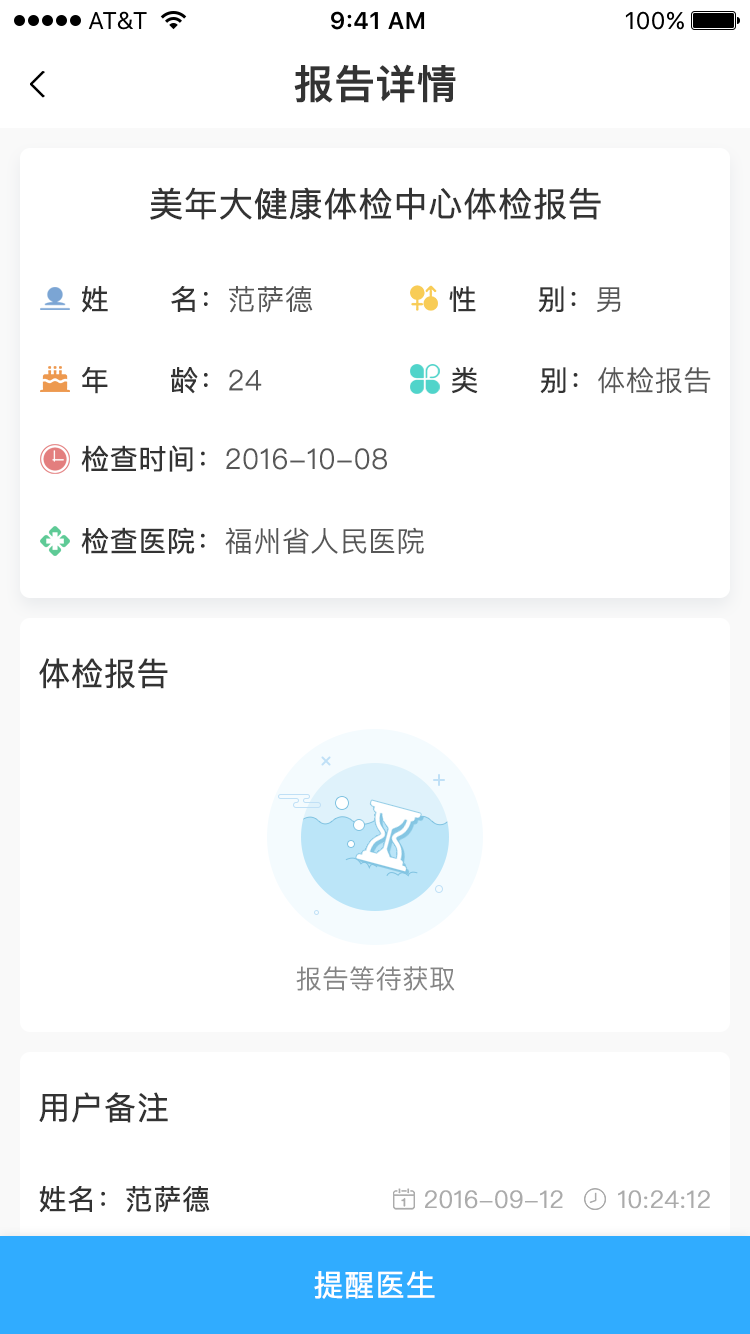 AT&T 9:41 AM 100%
报告详情
美年大健康体检中心体检报告
姓名：范萨德 性别：男
年龄：24 类别：体检报告
检查时间：2016-10-08
检查医院：福州省人民医院
体检报告
报告等待获取
用户备注
姓名：范萨德 1 2016-09-12 10:24:12
提醒医生